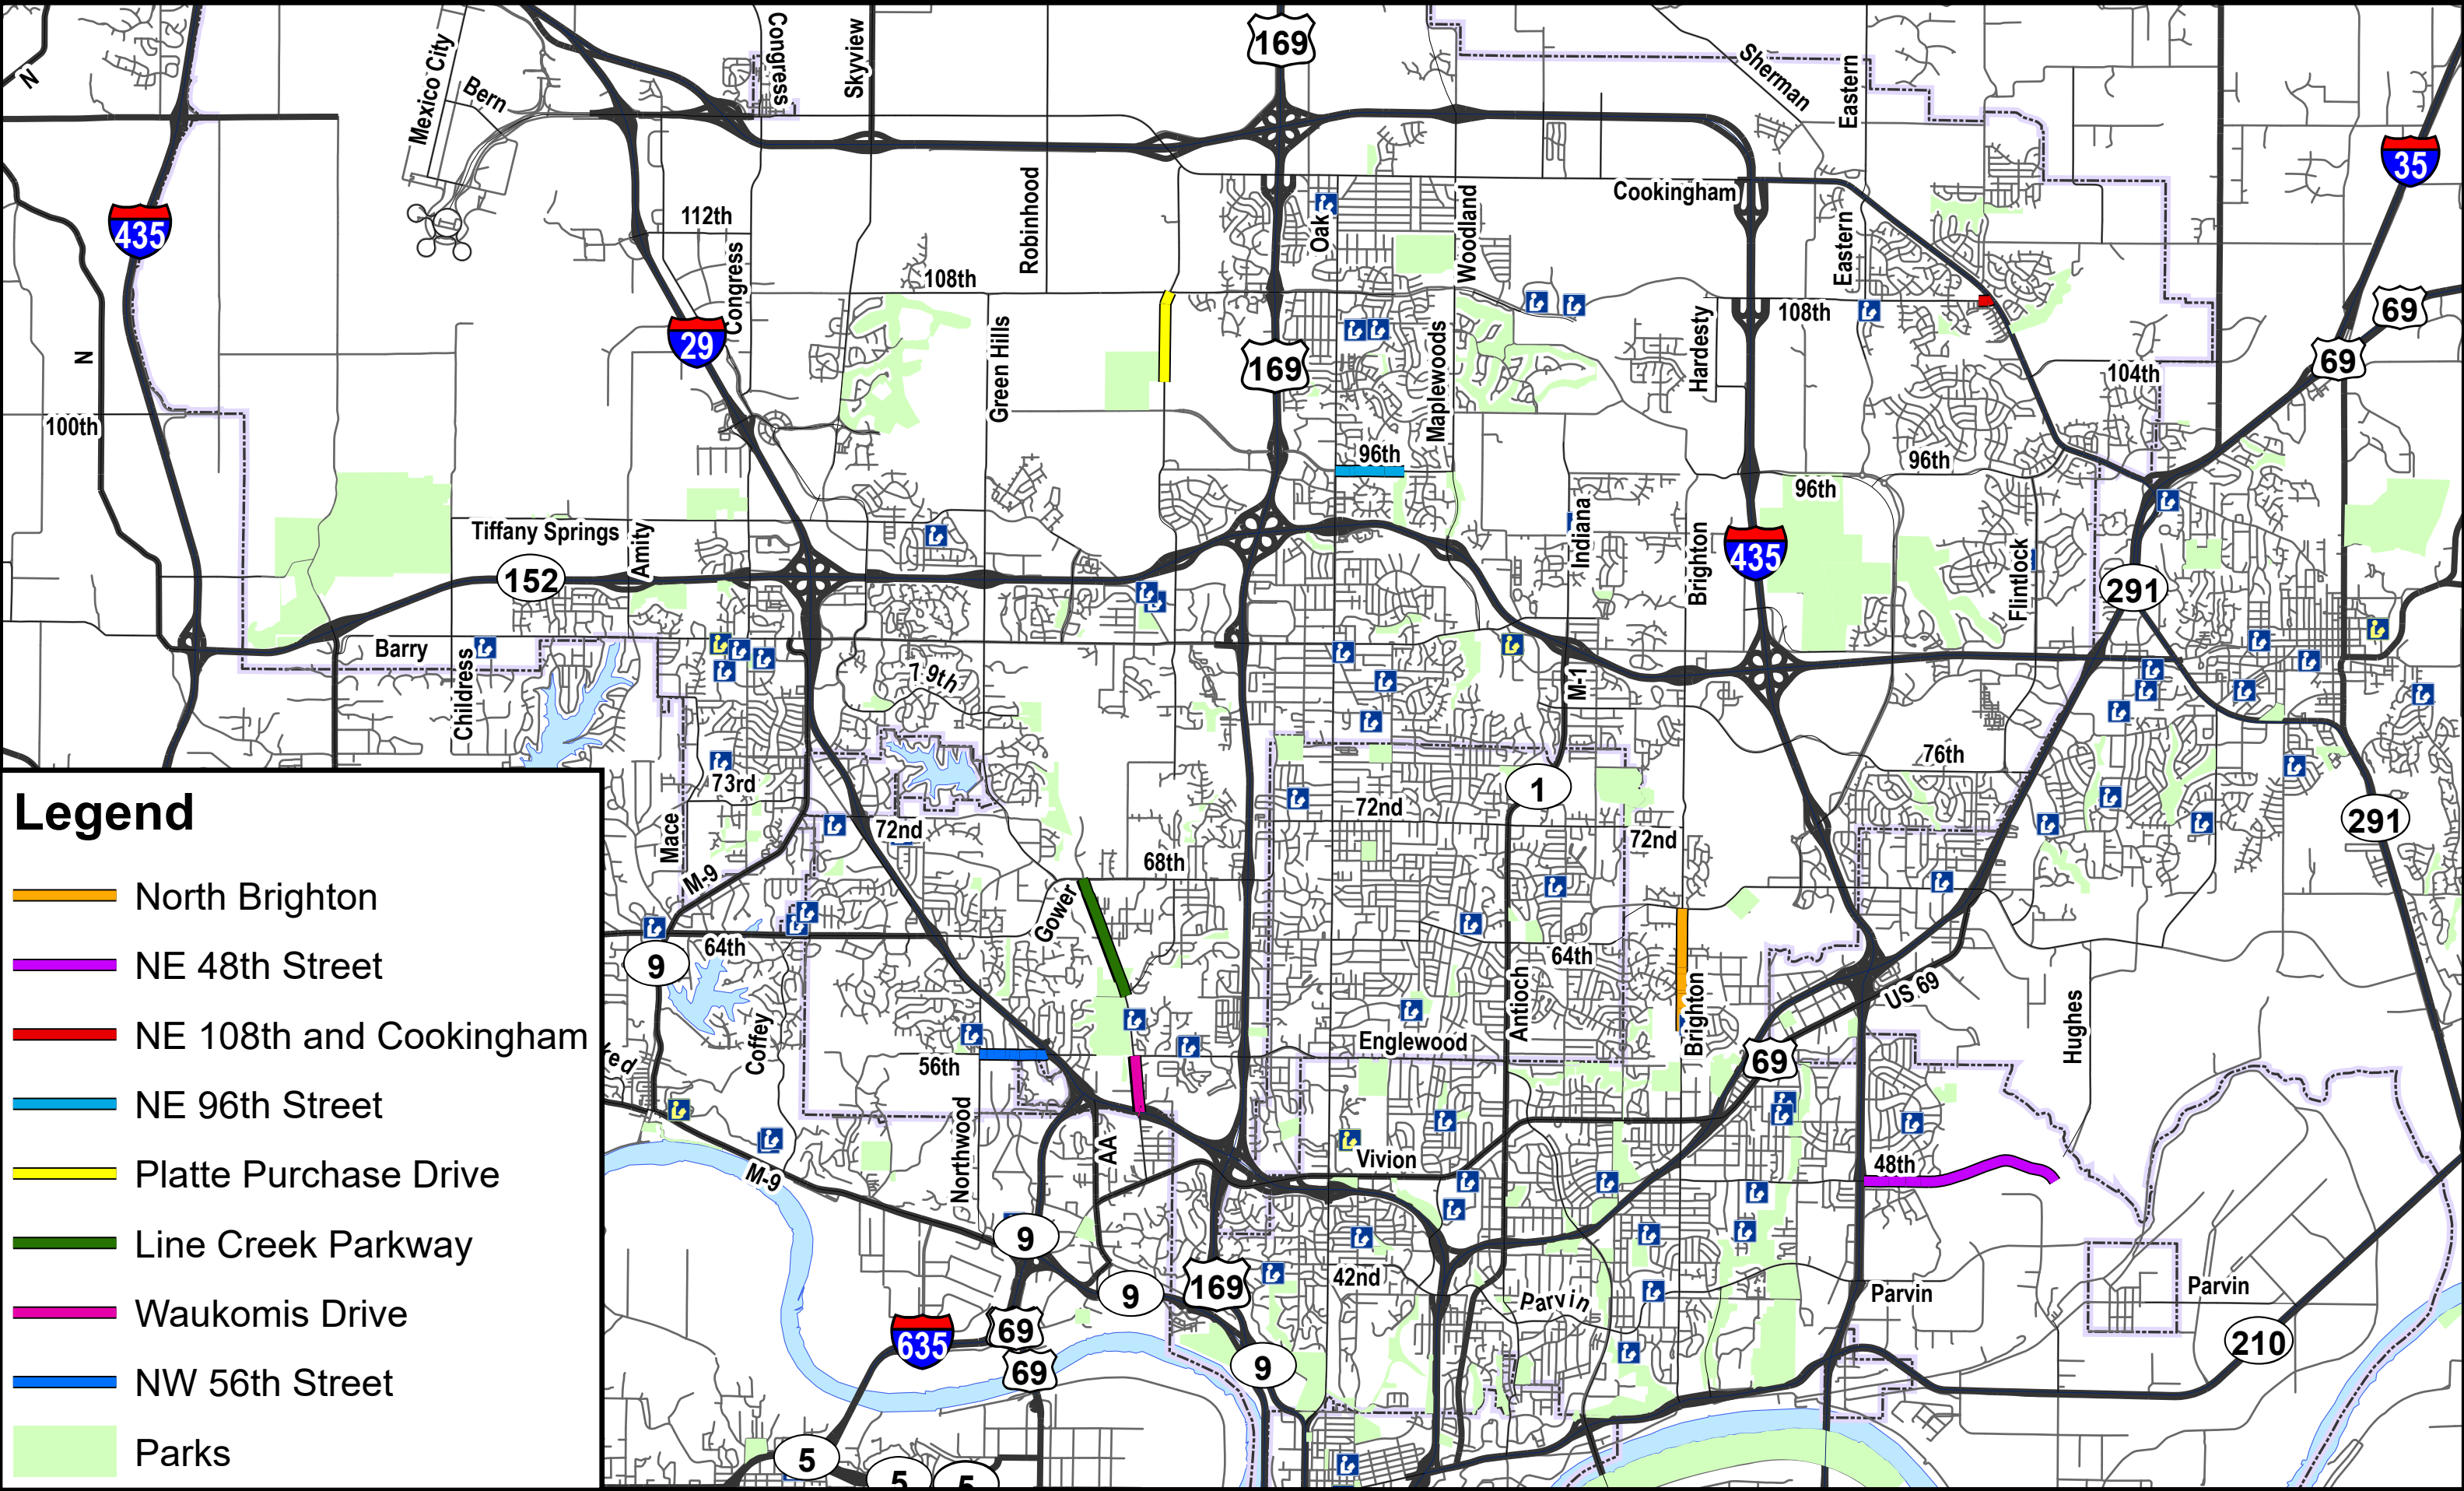 169
Congress
Skyview
Mexico City
Bern
N
Sherman
Eastern
35
435
112th
Robinhood
Oak
Woodland
Cookingham
Eastern
Congress
108th
29
Green Hills
169
Maplewoods
Hardesty
108th
69
69
104th
N
100th
96th
96th
96th
Tiffany Springs
Amity
152
Indiana
Brighton
435
Flintlock
291
Barry
Childress
79th
M-1
76th
73rd
Mace
72nd
72nd
1
72nd
291
M-9
68th
Gower
64th
9
64th
Antioch
Brighton
US 69
Hughes
Coffey
56th
Englewood
69
Northwood
AA
Vivion
48th
M-9
9
9
169
42nd
Parvin
Parvin
Parvin
635
69
69
9
210
5
5
5
Legend
North Brighton
NE 48th Street
NE 108th and Cookingham
NE 96th Street
Platte Purchase Drive
Line Creek Parkway
Waukomis Drive
NW 56th Street
Parks